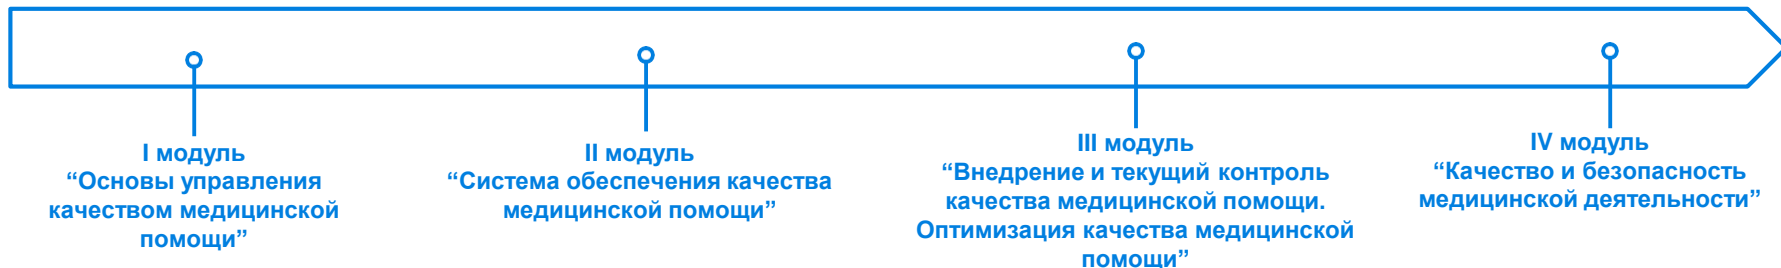 I модуль
“Основы управления
качеством медицинской
помощи”
II модуль
“Система обеспечения качества
медицинской помощи”
III модуль
“Внедрение и текущий контроль
качества медицинской помощи.
Оптимизация качества медицинской
помощи”
IV модуль
“Качество и безопасность
медицинской деятельности”